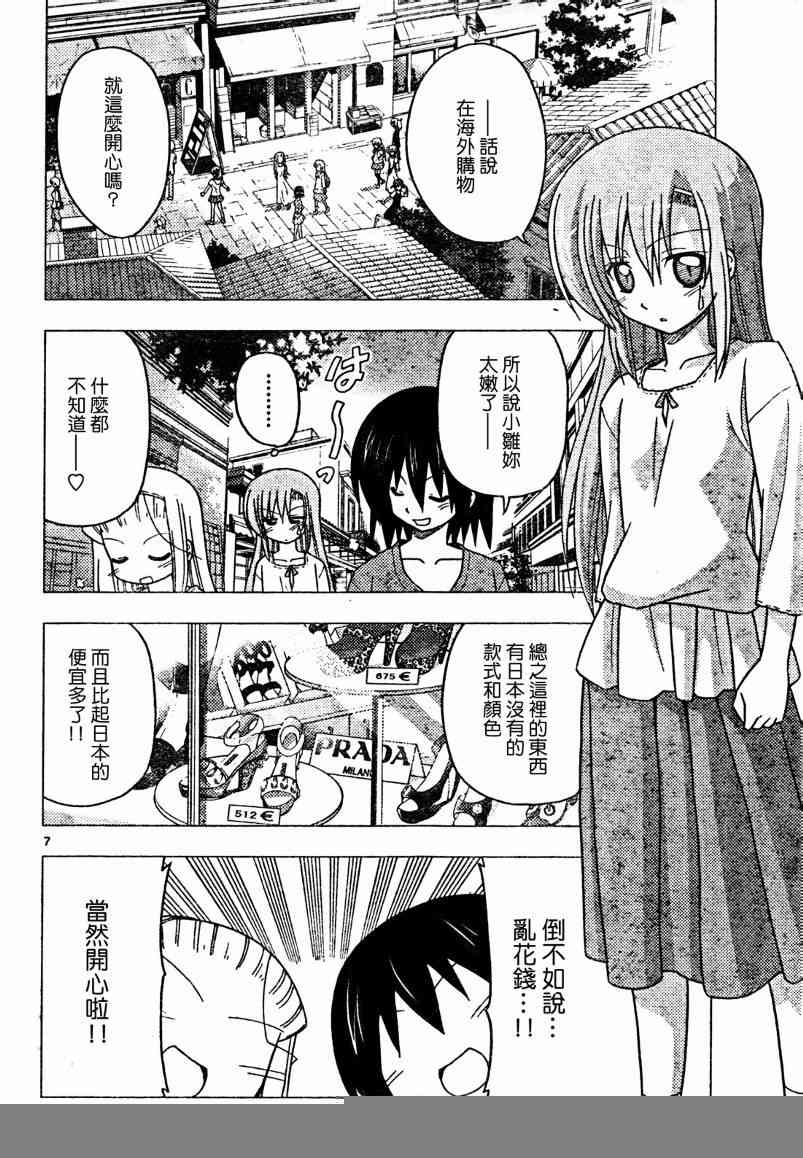 ——話說
在海外購物
就這麼開心嗎？
所以說小雛妳
太嫩了——
は〜っ
………
什麼都
不知道——♡
總之這裡的東西
有日本沒有的
款式和顏色
675€
PRADA
MILANO
512€
而且比起日本的
便宜多了!!
7
倒不如說…
亂花錢…!!
當然開心啦!!